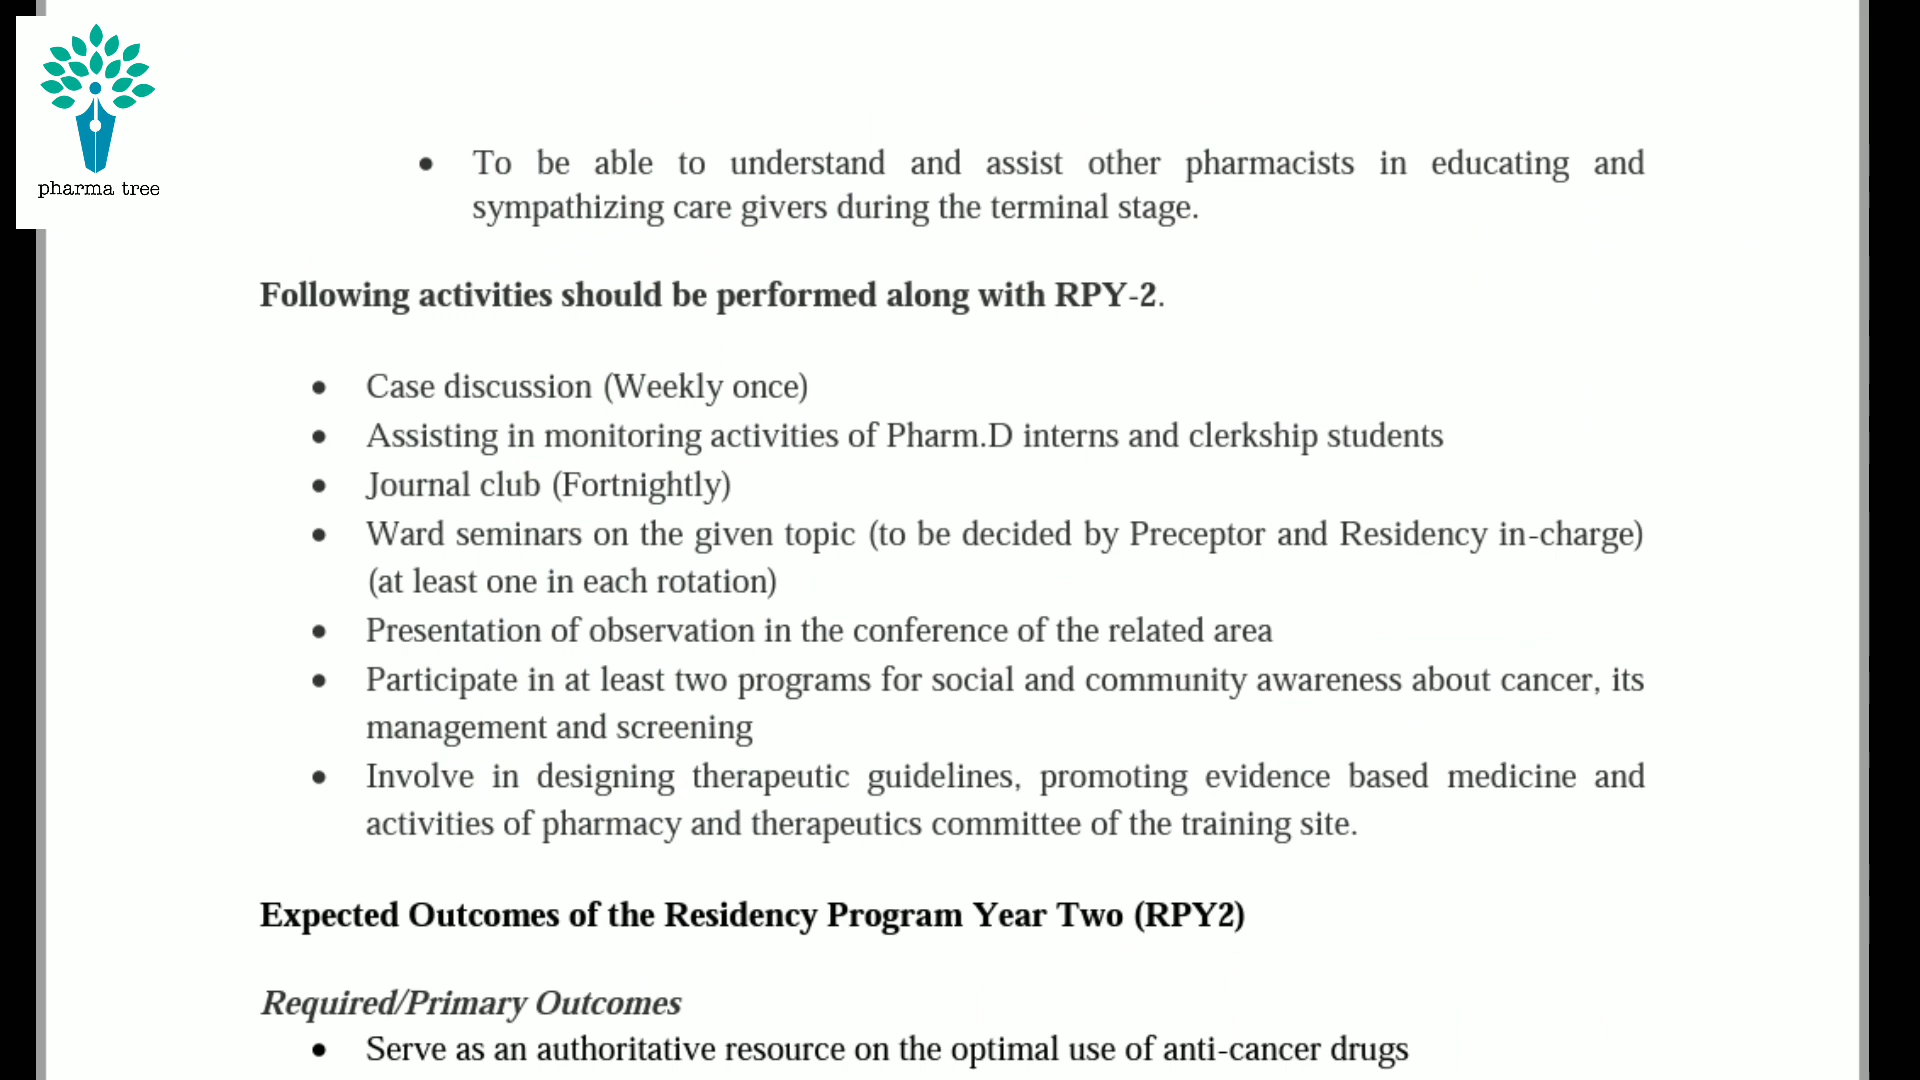 pharma tree
• To be able to understand and assist other pharmacists in educating and
sympathizing care givers during the terminal stage.
Following activities should be performed along with RPY-2.
• Case discussion (Weekly once)
• Assisting in monitoring activities of Pharm.D interns and clerkship students
• Journal club (Fortnightly)
• Ward seminars on the given topic (to be decided by Preceptor and Residency in-charge)
(at least one in each rotation)
• Presentation of observation in the conference of the related area
• Participate in at least two programs for social and community awareness about cancer, its
management and screening
• Involve in designing therapeutic guidelines, promoting evidence based medicine and
activities of pharmacy and therapeutics committee of the training site.
Expected Outcomes of the Residency Program Year Two (RPY2)
Required/Primary Outcomes
• Serve as an authoritative resource on the optimal use of anti-cancer drugs